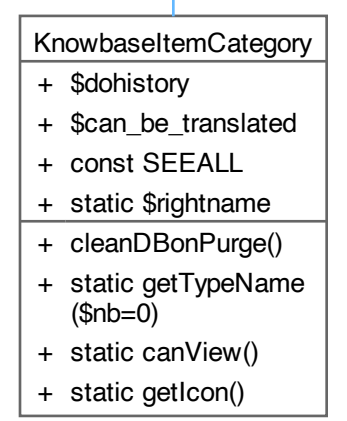 KnowbaseItemCategory
+ $dohistory
+ $can_be_translated
+ const SEEALL
+ static $rightname
+ cleanDBonPurge()
+ static getTypeName
($nb=0)
+ static canView()
+ static getIcon()